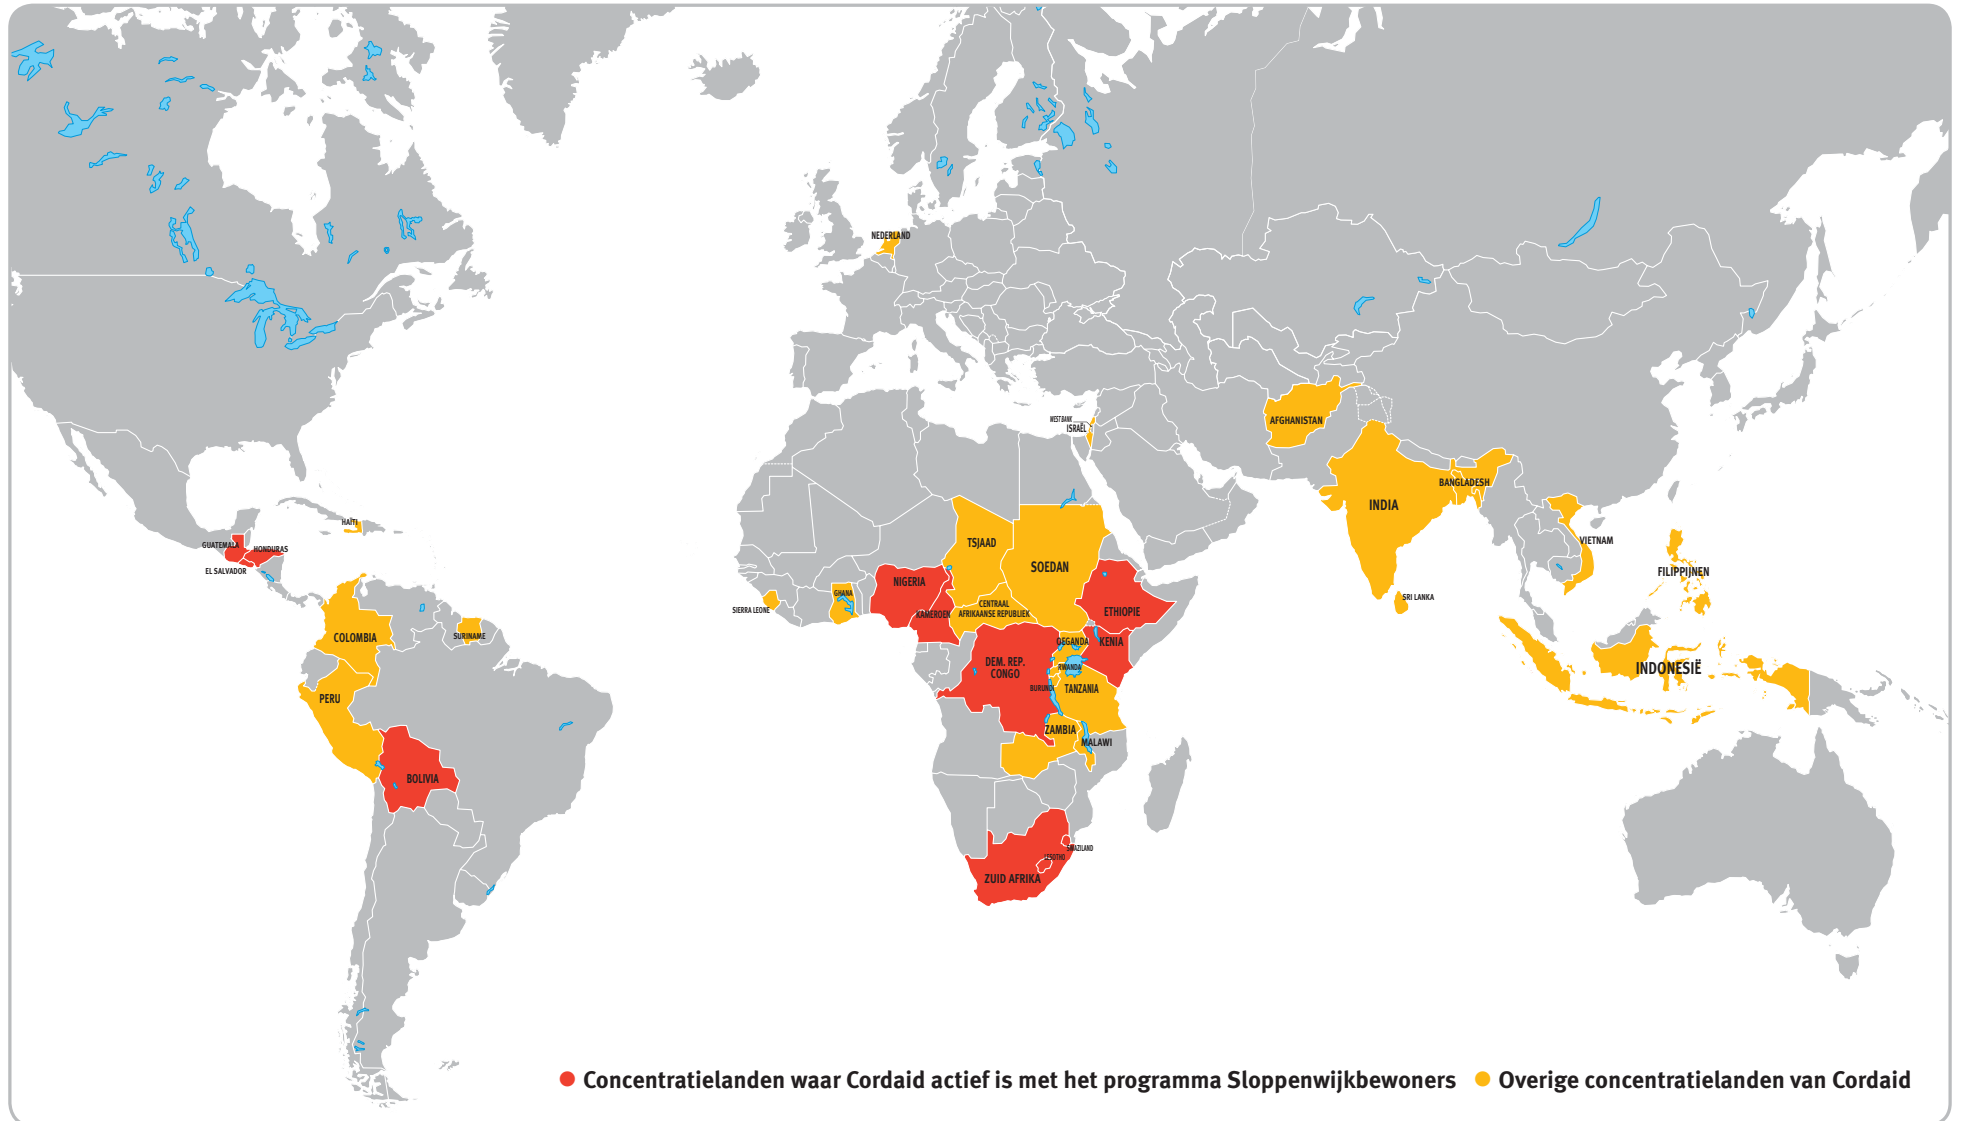 NEDERLAND
WESTBANK
ISRAËL
AFGHANISTAN
BANGLADESH
INDIA
HAÏTI
VIETNAM
GUATEMALA
HONDURAS
TSJAAD
SOEDAN
EL SALVADOR
FILIPPIJNEN
NIGERIA
GHANA
SRI LANKA
SIERRA LEONE
CENTRAAL
AFRIKAANSE REPUBLIEK
KAMEROEN
ETHIOPIE
COLOMBIA
SURINAME
OEGANDA
KENIA
DEM. REP.
CONGO
RWANDA
INDONESIË
BURUNDI
TANZANIA
PERU
ZAMBIA
MALAWI
BOLIVIA
SWAZILAND
LESOTHO
ZUID AFRIKA
Concentratielanden waar Cordaid actief is met het programma Sloppenwijkbewoners
Overige concentratielanden van Cordaid